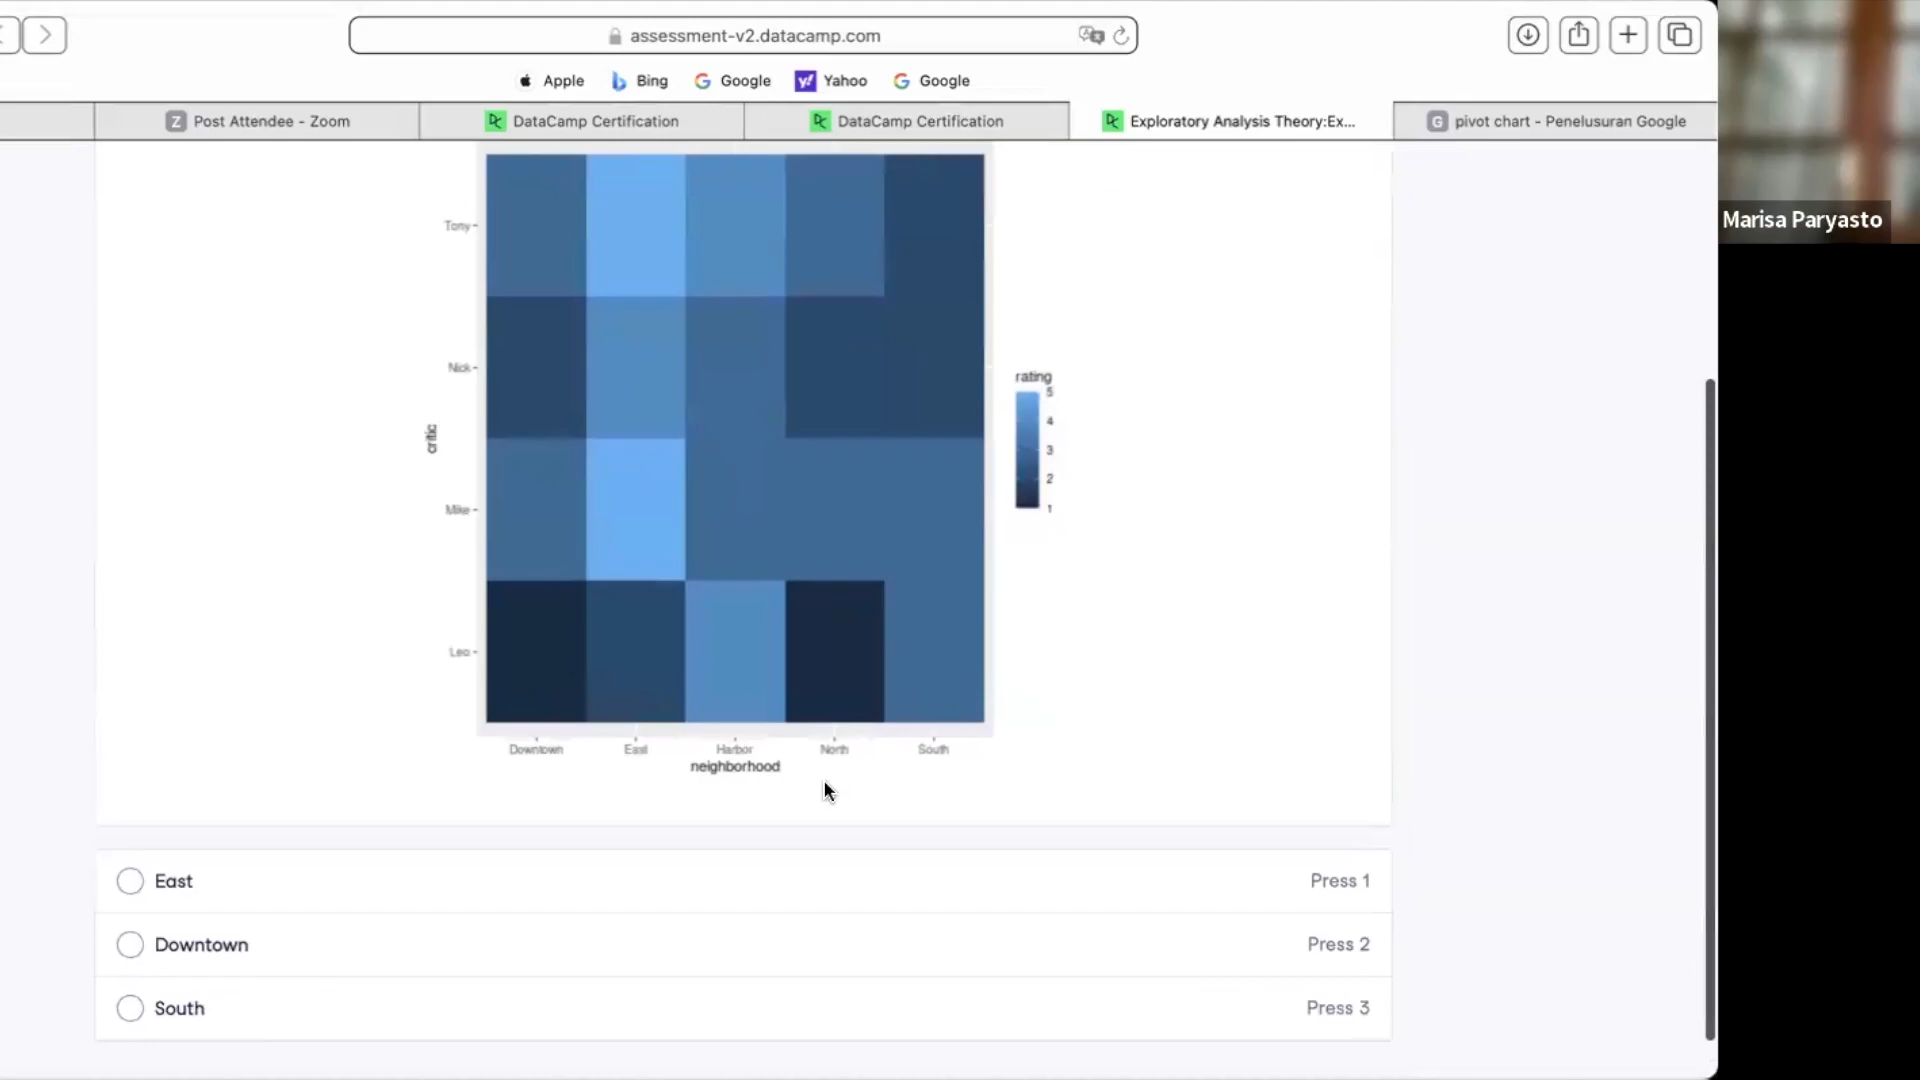 assessment-v2.datacamp.com
Apple Bing Google Yahoo Google
Post Attendee - Zoom DataCamp Certification DataCamp Certification Exploratory Analysis Theory:Ex... pivot chart - Penelusuran Google
Marisa Paryasto
Tony
Nick
critic
Mike
Leo
rating
5
4
3
2
1
Downtown East Harbor North South
neighborhood
East Press 1
Downtown Press 2
South Press 3